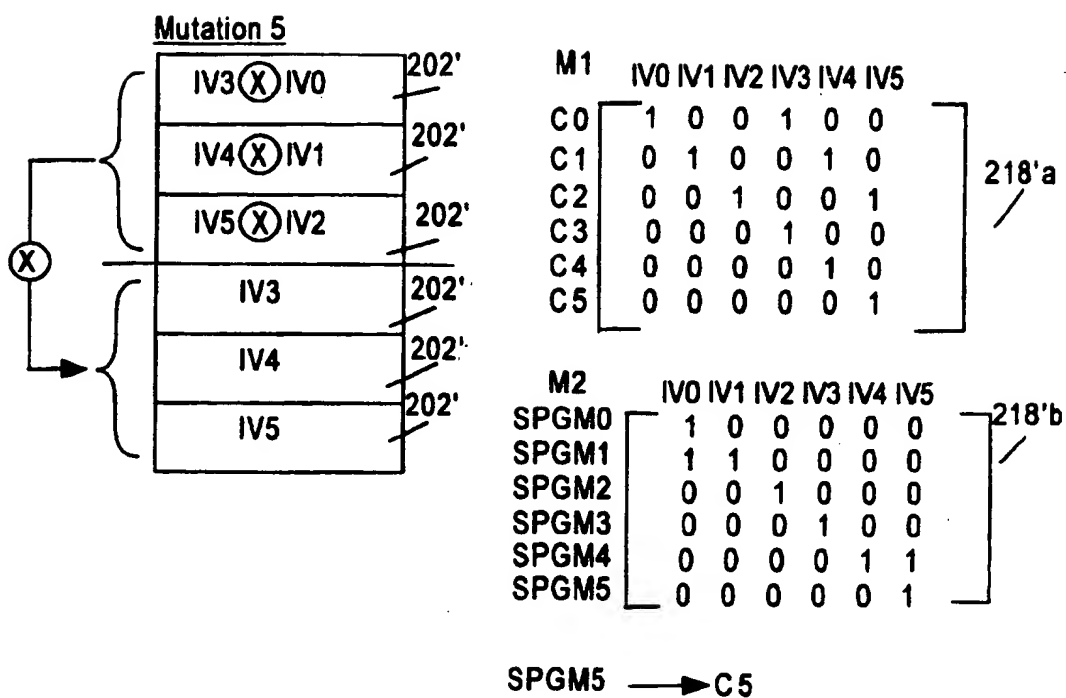 Mutation 5
IV3 X IV0 202'
IV4 X IV1 202'
IV5 X IV2 202'
X
IV3 202'
IV4 202'
IV5 202'
M1 IV0 IV1 IV2 IV3 IV4 IV5
C0 1 0 0 1 0 0
C1 0 1 0 0 1 0
C2 0 0 1 0 0 1
C3 0 0 0 1 0 0
C4 0 0 0 0 1 0
C5 0 0 0 0 0 1
218'a
M2 IV0 IV1 IV2 IV3 IV4 IV5
SPGM0 1 0 0 0 0 0
SPGM1 1 1 0 0 0 0
SPGM2 0 0 1 0 0 0
SPGM3 0 0 0 1 0 0
SPGM4 0 0 0 0 1 1
SPGM5 0 0 0 0 0 1
218'b
SPGM5 → C5